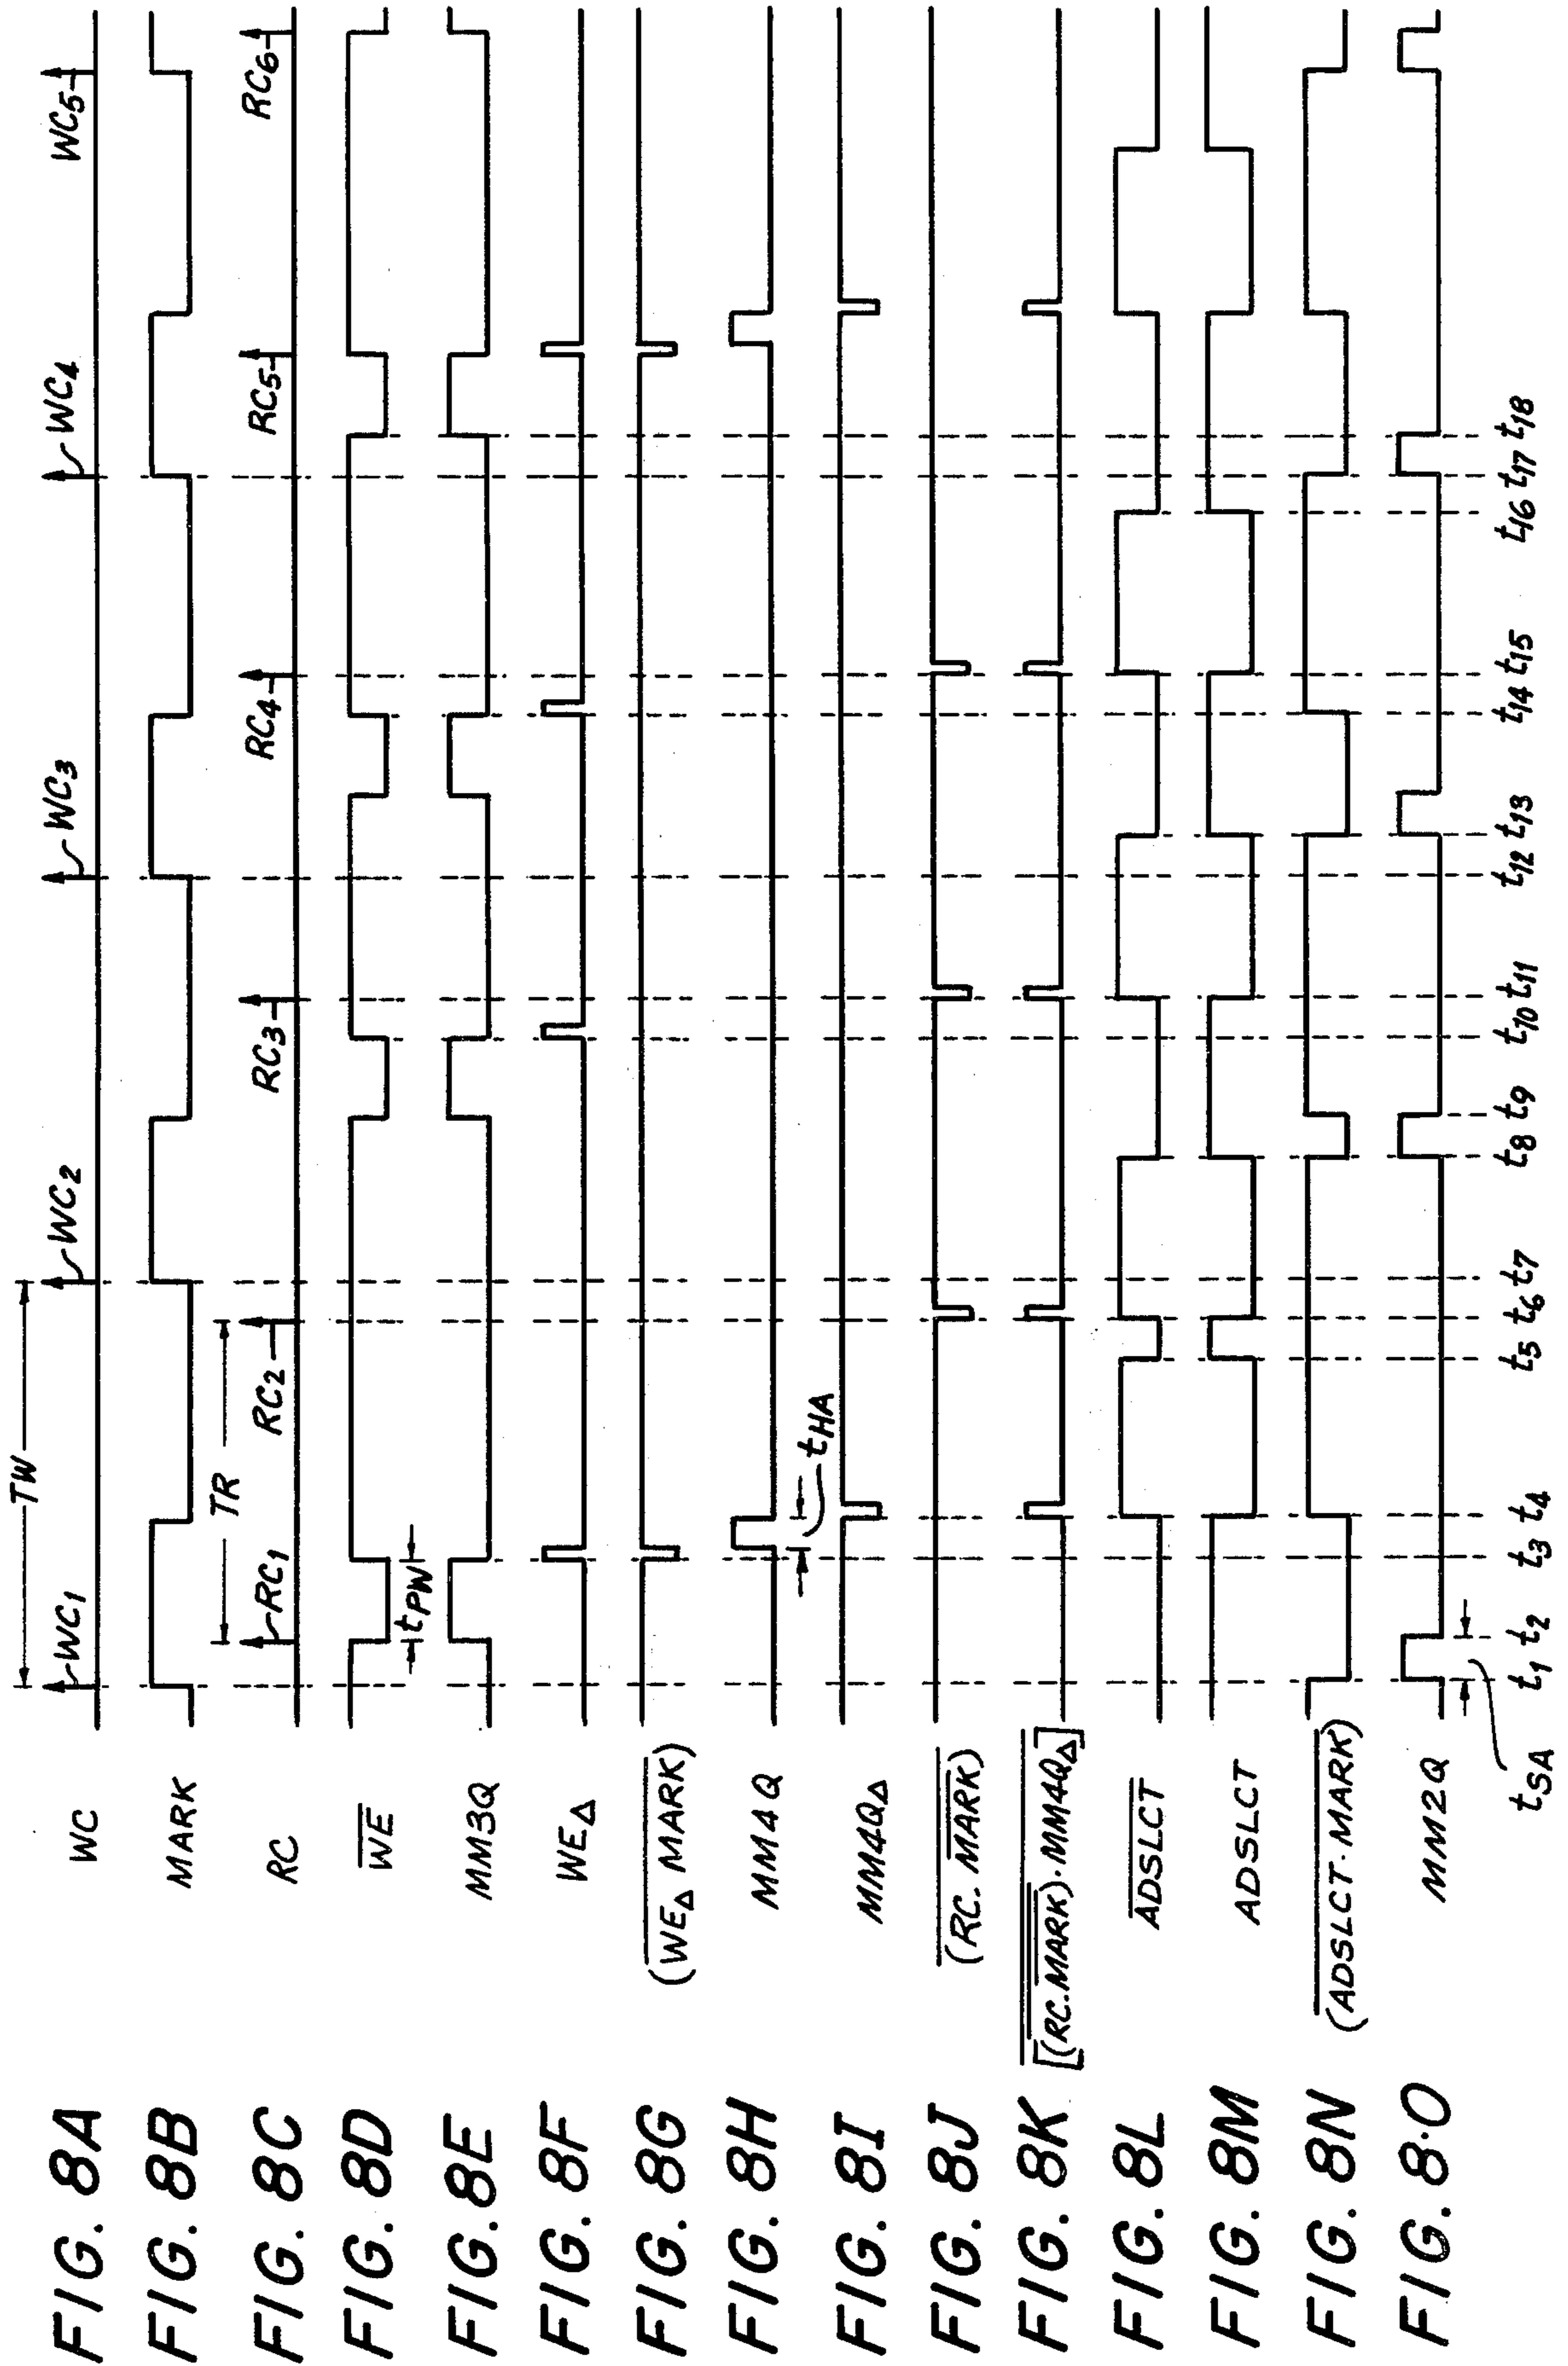 FIG. 8A WC WC1 TW WC2 WC3 WC4 WC5
FIG. 8B MARK
FIG. 8C RC RC1 TR RC2 RC3 RC4 RC5 RC6
FIG. 8D W̅E̅ tPW
FIG. 8E MM3Q
FIG. 8F WEΔ
FIG. 8G (WEΔ MARK)
FIG. 8H MM4Q tHA
FIG. 8I MM4QΔ
FIG. 8J (RC. MARK)
FIG. 8K [(RC.MARK).MM4QΔ]
FIG. 8L A̅D̅S̅L̅C̅T̅
FIG. 8M ADSLCT
FIG. 8N (ADSLCT.MARK)
FIG. 8.O MM2Q
tSA t1 t2 t3 t4 t5 t6 t7 t8 t9 t10 t11 t12 t13 t14 t15 t16 t17 t18